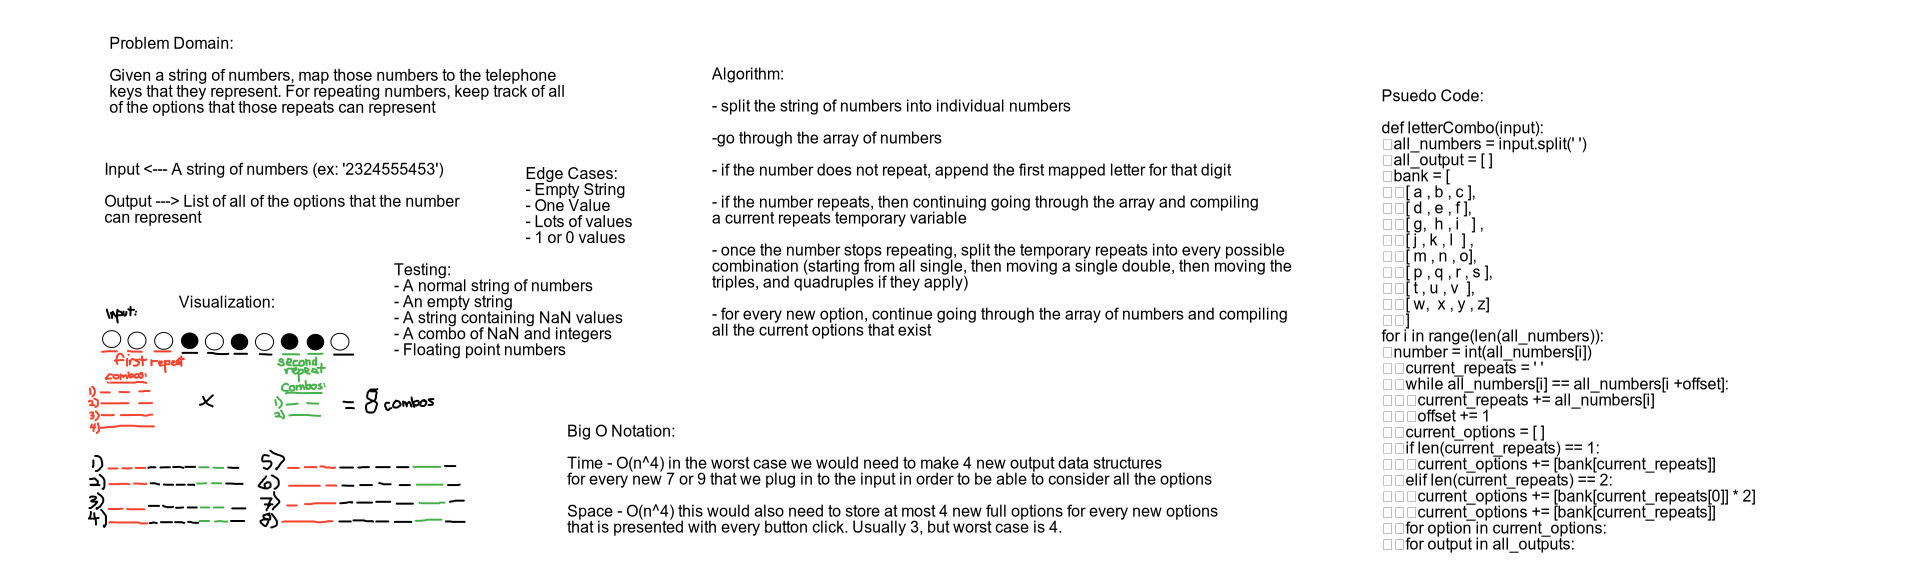 Problem Domain:
Given a string of numbers, map those numbers to the telephone
keys that they represent. For repeating numbers, keep track of all
of the options that those repeats can represent
Input <--- A string of numbers (ex: '2324555453')
Output ---> List of all of the options that the number
can represent
Edge Cases:
- Empty String
- One Value
- Lots of values
- 1 or 0 values
Testing:
- A normal string of numbers
- An empty string
- A string containing NaN values
- A combo of NaN and integers
- Floating point numbers
Visualization:
Input:
first repeat
combos:
1)
2)
3)
4)
x
second
repeat
Combos:
1)
2)
= 8 combos
1)
2)
3)
4)
5)
6)
7)
8)
Algorithm:
- split the string of numbers into individual numbers
-go through the array of numbers
- if the number does not repeat, append the first mapped letter for that digit
- if the number repeats, then continuing going through the array and compiling
a current repeats temporary variable
- once the number stops repeating, split the temporary repeats into every possible
combination (starting from all single, then moving a single double, then moving the
triples, and quadruples if they apply)
- for every new option, continue going through the array of numbers and compiling
all the current options that exist
Big O Notation:
Time - O(n^4) in the worst case we would need to make 4 new output data structures
for every new 7 or 9 that we plug in to the input in order to be able to consider all the options
Space - O(n^4) this would also need to store at most 4 new full options for every new options
that is presented with every button click. Usually 3, but worst case is 4.
Psuedo Code:
def letterCombo(input):
all_numbers = input.split(' ')
all_output = [ ]
bank = [
[ a , b , c ],
[ d , e , f ],
[ g, h , i ] ,
[ j , k , l ] ,
[ m , n , o],
[ p , q , r , s ],
[ t , u , v ],
[ w, x , y , z]
]
for i in range(len(all_numbers)):
number = int(all_numbers[i])
current_repeats = ' '
while all_numbers[i] == all_numbers[i +offset]:
current_repeats += all_numbers[i]
offset += 1
current_options = [ ]
if len(current_repeats) == 1:
current_options += [bank[current_repeats]]
elif len(current_repeats) == 2:
current_options += [bank[current_repeats[0]] * 2]
current_options += [bank[current_repeats]]
for option in current_options:
for output in all_outputs: